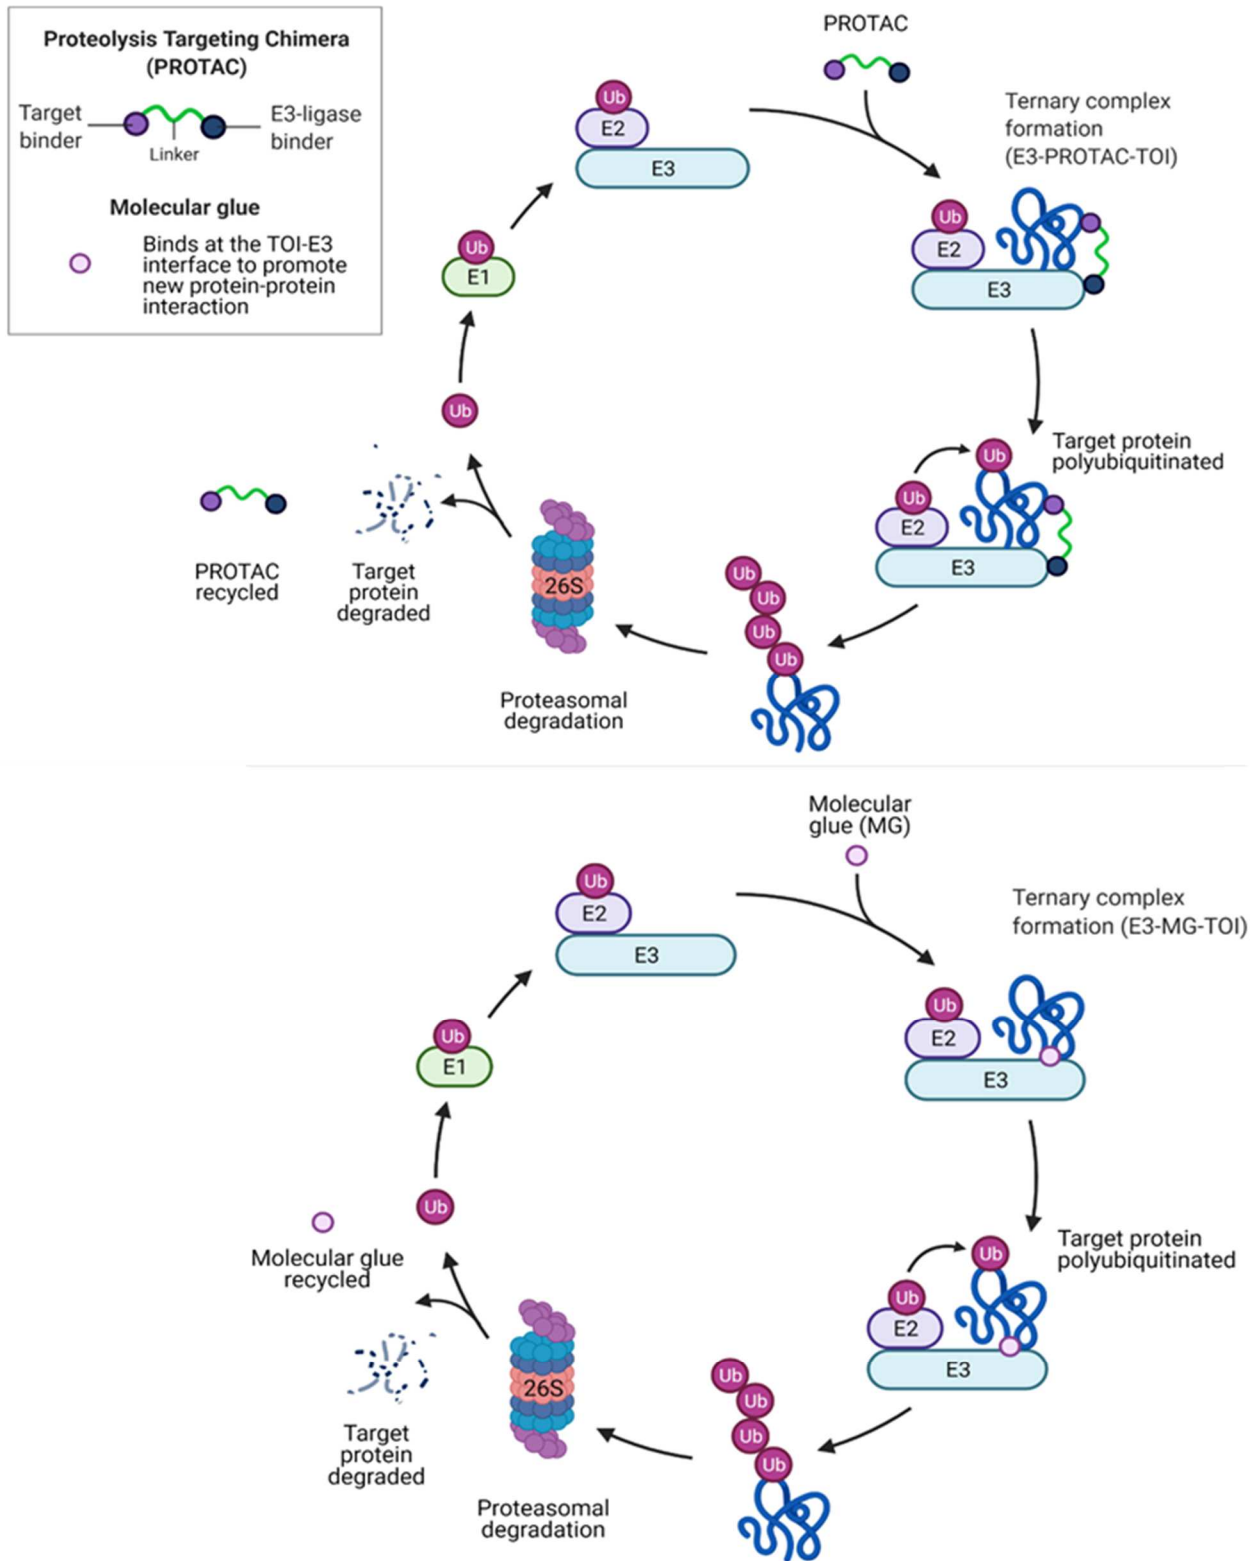 Proteolysis Targeting Chimera
(PROTAC)
Target
binder
Linker
E3-ligase
binder
Molecular glue
Binds at the TOI-E3
interface to promote
new protein-protein
interaction
PROTAC
Ub
E2
E3
Ternary complex
formation
(E3-PROTAC-TOI)
Ub
E2
E3
Ub
E1
Ub
Target protein
polyubiquitinated
Ub
Ub
E2
E3
PROTAC
recycled
Target
protein
degraded
26S
Ub
Ub
Ub
Ub
Proteasomal
degradation
Molecular
glue (MG)
Ub
E2
E3
Ternary complex
formation (E3-MG-TOI)
Ub
E2
E3
Ub
E1
Ub
Molecular glue
recycled
Target protein
polyubiquitinated
Ub
Ub
E2
E3
26S
Ub
Ub
Ub
Ub
Target
protein
degraded
Proteasomal
degradation